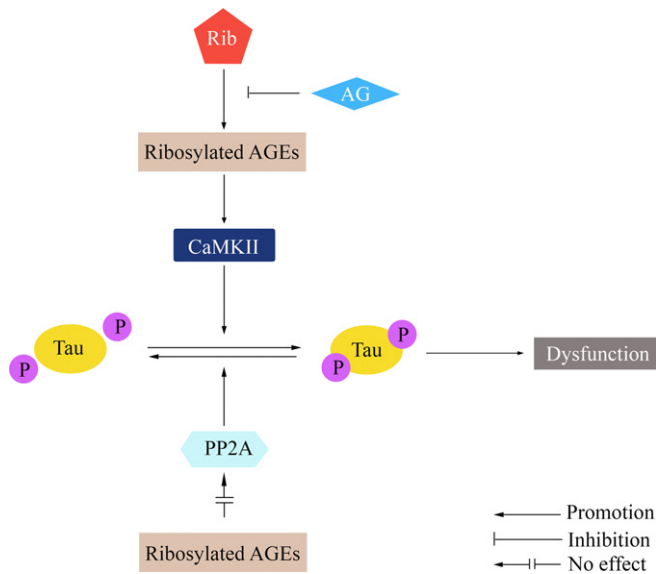 Rib
AG
Ribosylated AGEs
CaMKII
P
Tau
P
P
Tau
P
Dysfunction
PP2A
Ribosylated AGEs
Promotion
Inhibition
No effect